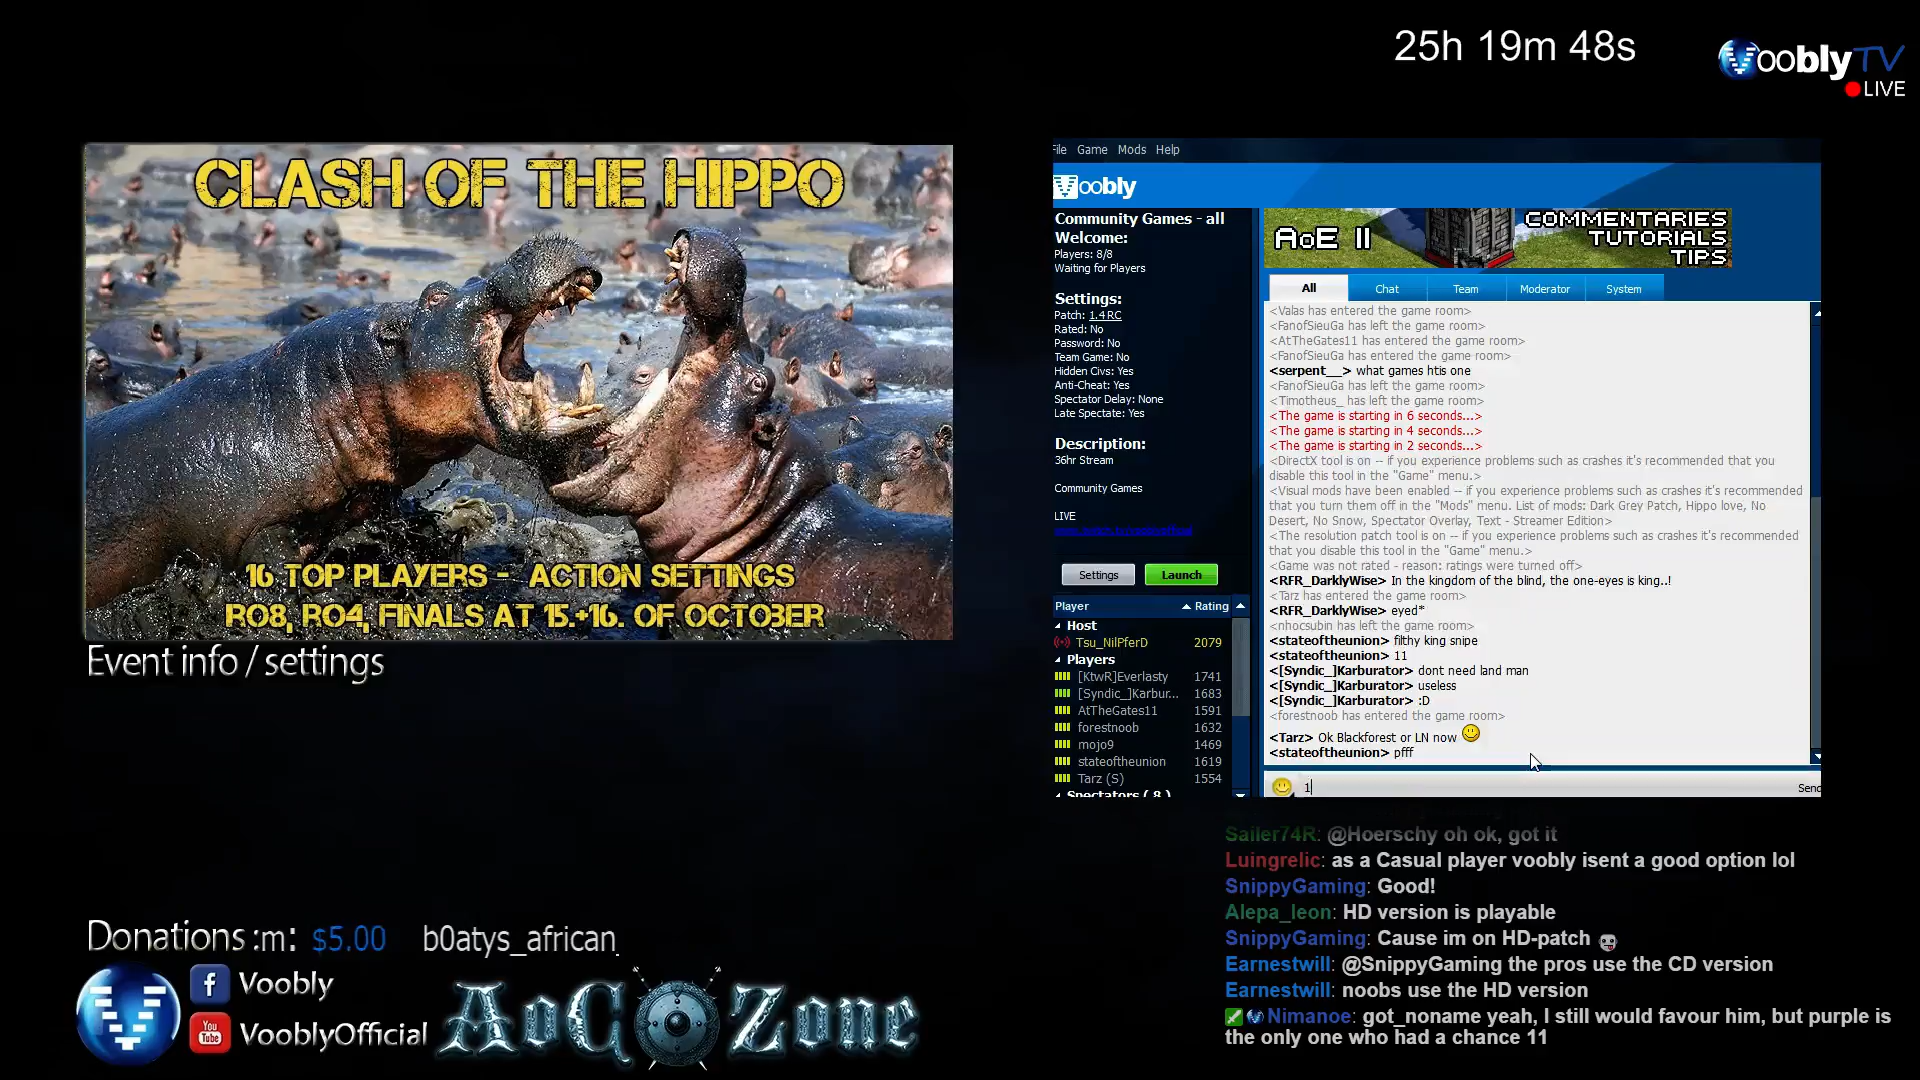 25h 19m 48s
Voobly TV
LIVE
CLASH OF THE HIPPO
16 TOP PLAYERS - ACTION SETTINGS
RO8, RO4, FINALS AT 15.+16. OF OCTOBER
Event info / settings
File Game Mods Help
Voobly
Community Games - all
Welcome:
Players: 8/8
Waiting for Players
Settings:
Patch: 1.4 RC
Rated: No
Password: No
Team Game: No
Hidden Civs: Yes
Anti-Cheat: Yes
Spectator Delay: None
Late Spectate: Yes
Description:
36hr Stream
Community Games
LIVE
Settings Launch
Player Rating
Host
Tsu_NilPferD 2079
Players
[KtwR]Everlasty 1741
[Syndic_]Karbur... 1683
AtTheGates11 1591
forestnoob 1632
mojo9 1469
stateoftheunion 1619
Tarz (S) 1554
Spectators ( 8 )
AoE II
COMMENTARIES
TUTORIALS
TIPS
All Chat Team Moderator System
<Valas has entered the game room>
<FanofSieuGa has left the game room>
<AtTheGates11 has entered the game room>
<FanofSieuGa has entered the game room>
<serpent__> what games htis one
<FanofSieuGa has left the game room>
<Timotheus_ has left the game room>
<The game is starting in 6 seconds...>
<The game is starting in 4 seconds...>
<The game is starting in 2 seconds...>
<DirectX tool is on -- if you experience problems such as crashes it's recommended that you
disable this tool in the "Game" menu.>
<Visual mods have been enabled -- if you experience problems such as crashes it's recommended
that you turn them off in the "Mods" menu. List of mods: Dark Grey Patch, Hippo love, No
Desert, No Snow, Spectator Overlay, Text - Streamer Edition>
<The resolution patch tool is on -- if you experience problems such as crashes it's recommended
that you disable this tool in the "Game" menu.>
<Game was not rated - reason: ratings were turned off>
<RFR_DarklyWise> In the kingdom of the blind, the one-eyes is king..!
<Tarz has entered the game room>
<RFR_DarklyWise> eyed*
<nhocsubin has left the game room>
<stateoftheunion> filthy king snipe
<stateoftheunion> 11
<[Syndic_]Karburator> dont need land man
<[Syndic_]Karburator> useless
<[Syndic_]Karburator> :D
<forestnoob has entered the game room>
<Tarz> Ok Blackforest or LN now
<stateoftheunion> pfff
1
Send
Sailer74R: @Hoerschy oh ok, got it
Luingrelic: as a Casual player voobly isent a good option lol
SnippyGaming: Good!
Alepa_leon: HD version is playable
SnippyGaming: Cause im on HD-patch
Earnestwill: @SnippyGaming the pros use the CD version
Earnestwill: noobs use the HD version
Nimanoe: got_noname yeah, I still would favour him, but purple is
the only one who had a chance 11
Donations :m: $5.00 b0atys_african_
Voobly
You Tube VooblyOfficial
AoCZone